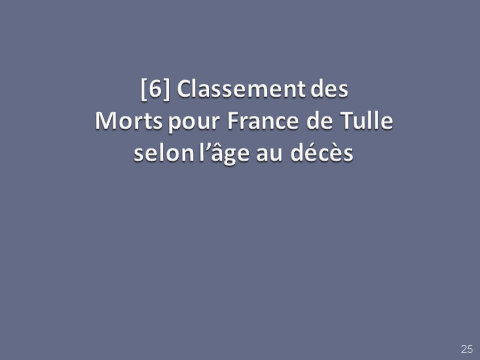 [6] Classement des
Morts pour France de Tulle
selon l’âge au décès
25